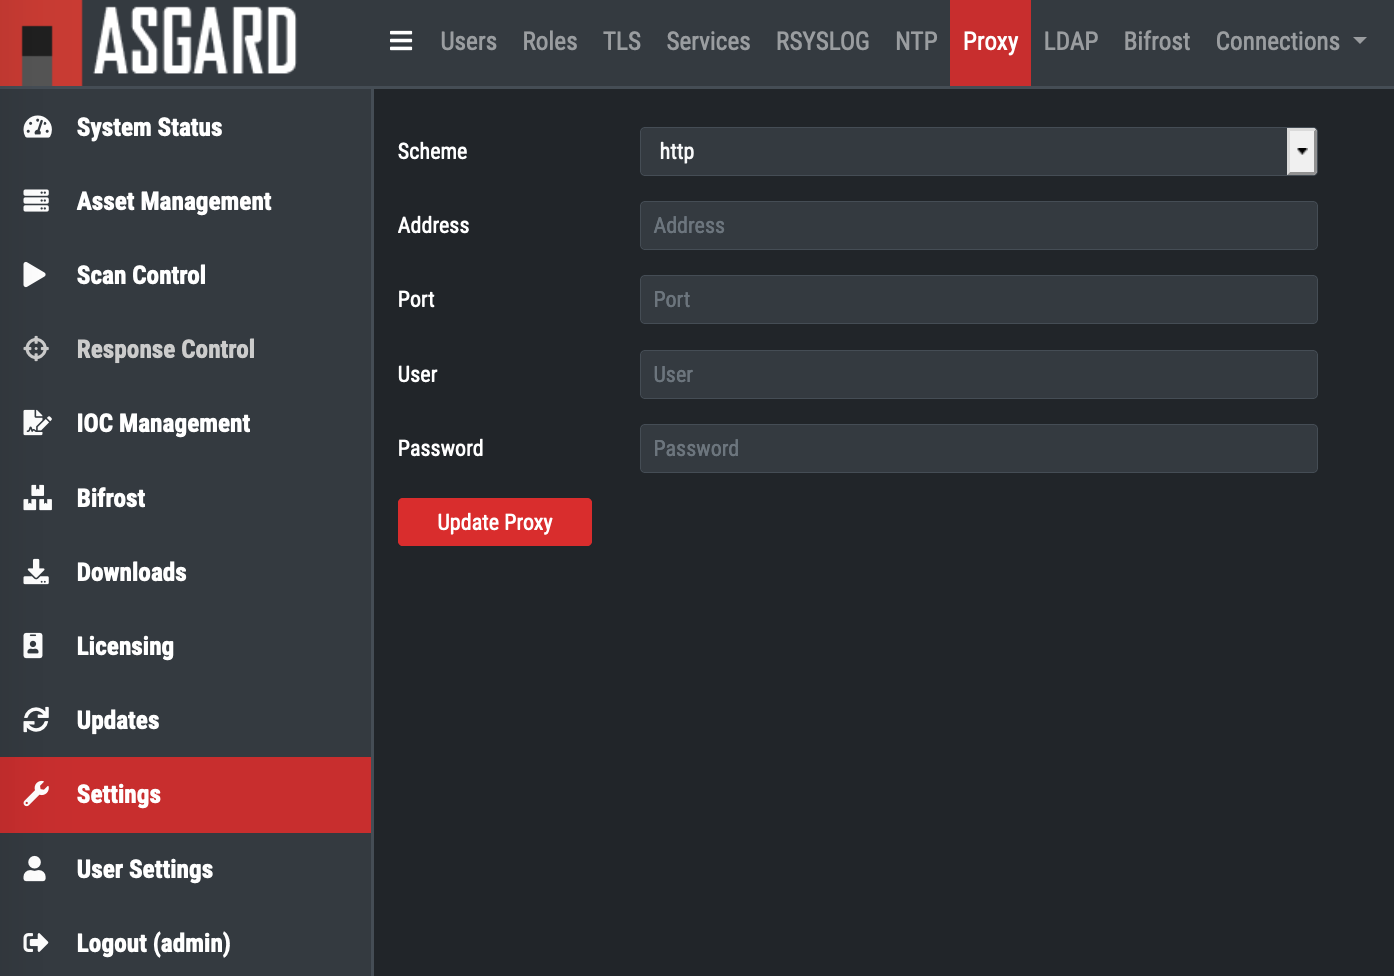 ASGARD
Users Roles TLS Services RSYSLOG NTP Proxy LDAP Bifrost Connections
System Status
Asset Management
Scan Control
Response Control
IOC Management
Bifrost
Downloads
Licensing
Updates
Settings
User Settings
Logout (admin)
Scheme http
Address Address
Port Port
User User
Password Password
Update Proxy